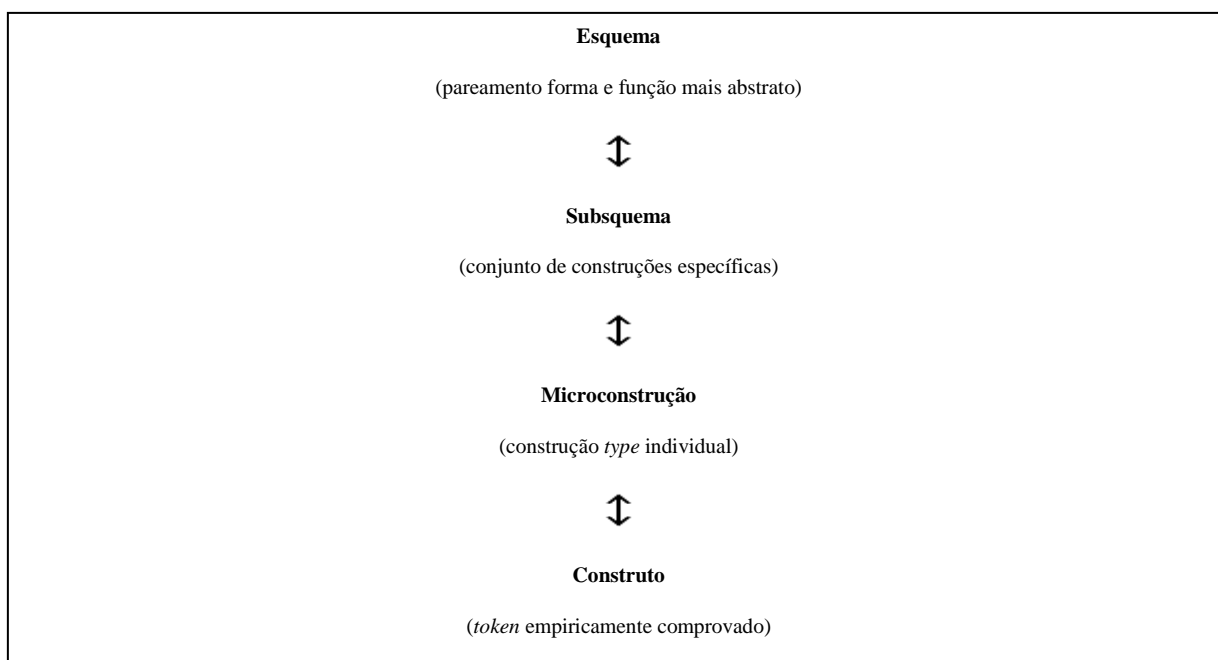 Esquema
(pareamento forma e função mais abstrato)
↕
Subsquema
(conjunto de construções específicas)
↕
Microconstrução
(construção type individual)
↕
Construto
(token empiricamente comprovado)